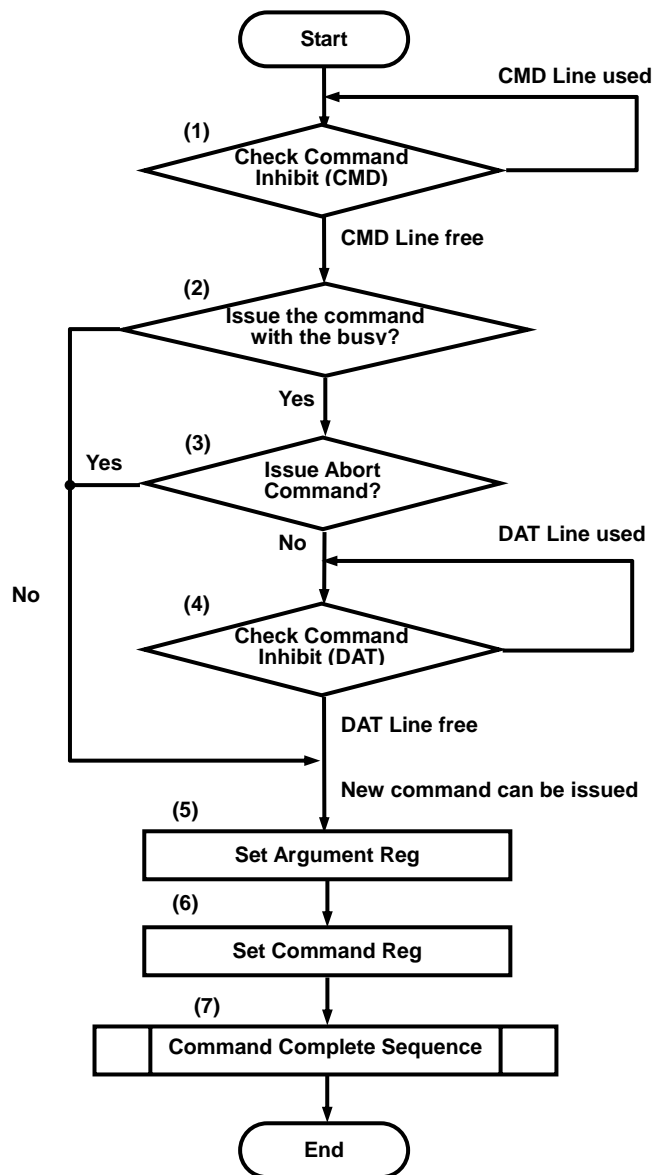 Start
CMD Line used
(1)
Check Command
Inhibit (CMD)
CMD Line free
(2)
Issue the command
with the busy?
Yes
(3)
Yes
Issue Abort
Command?
No
DAT Line used
No
(4)
Check Command
Inhibit (DAT)
DAT Line free
New command can be issued
(5)
Set Argument Reg
(6)
Set Command Reg
(7)
Command Complete Sequence
End